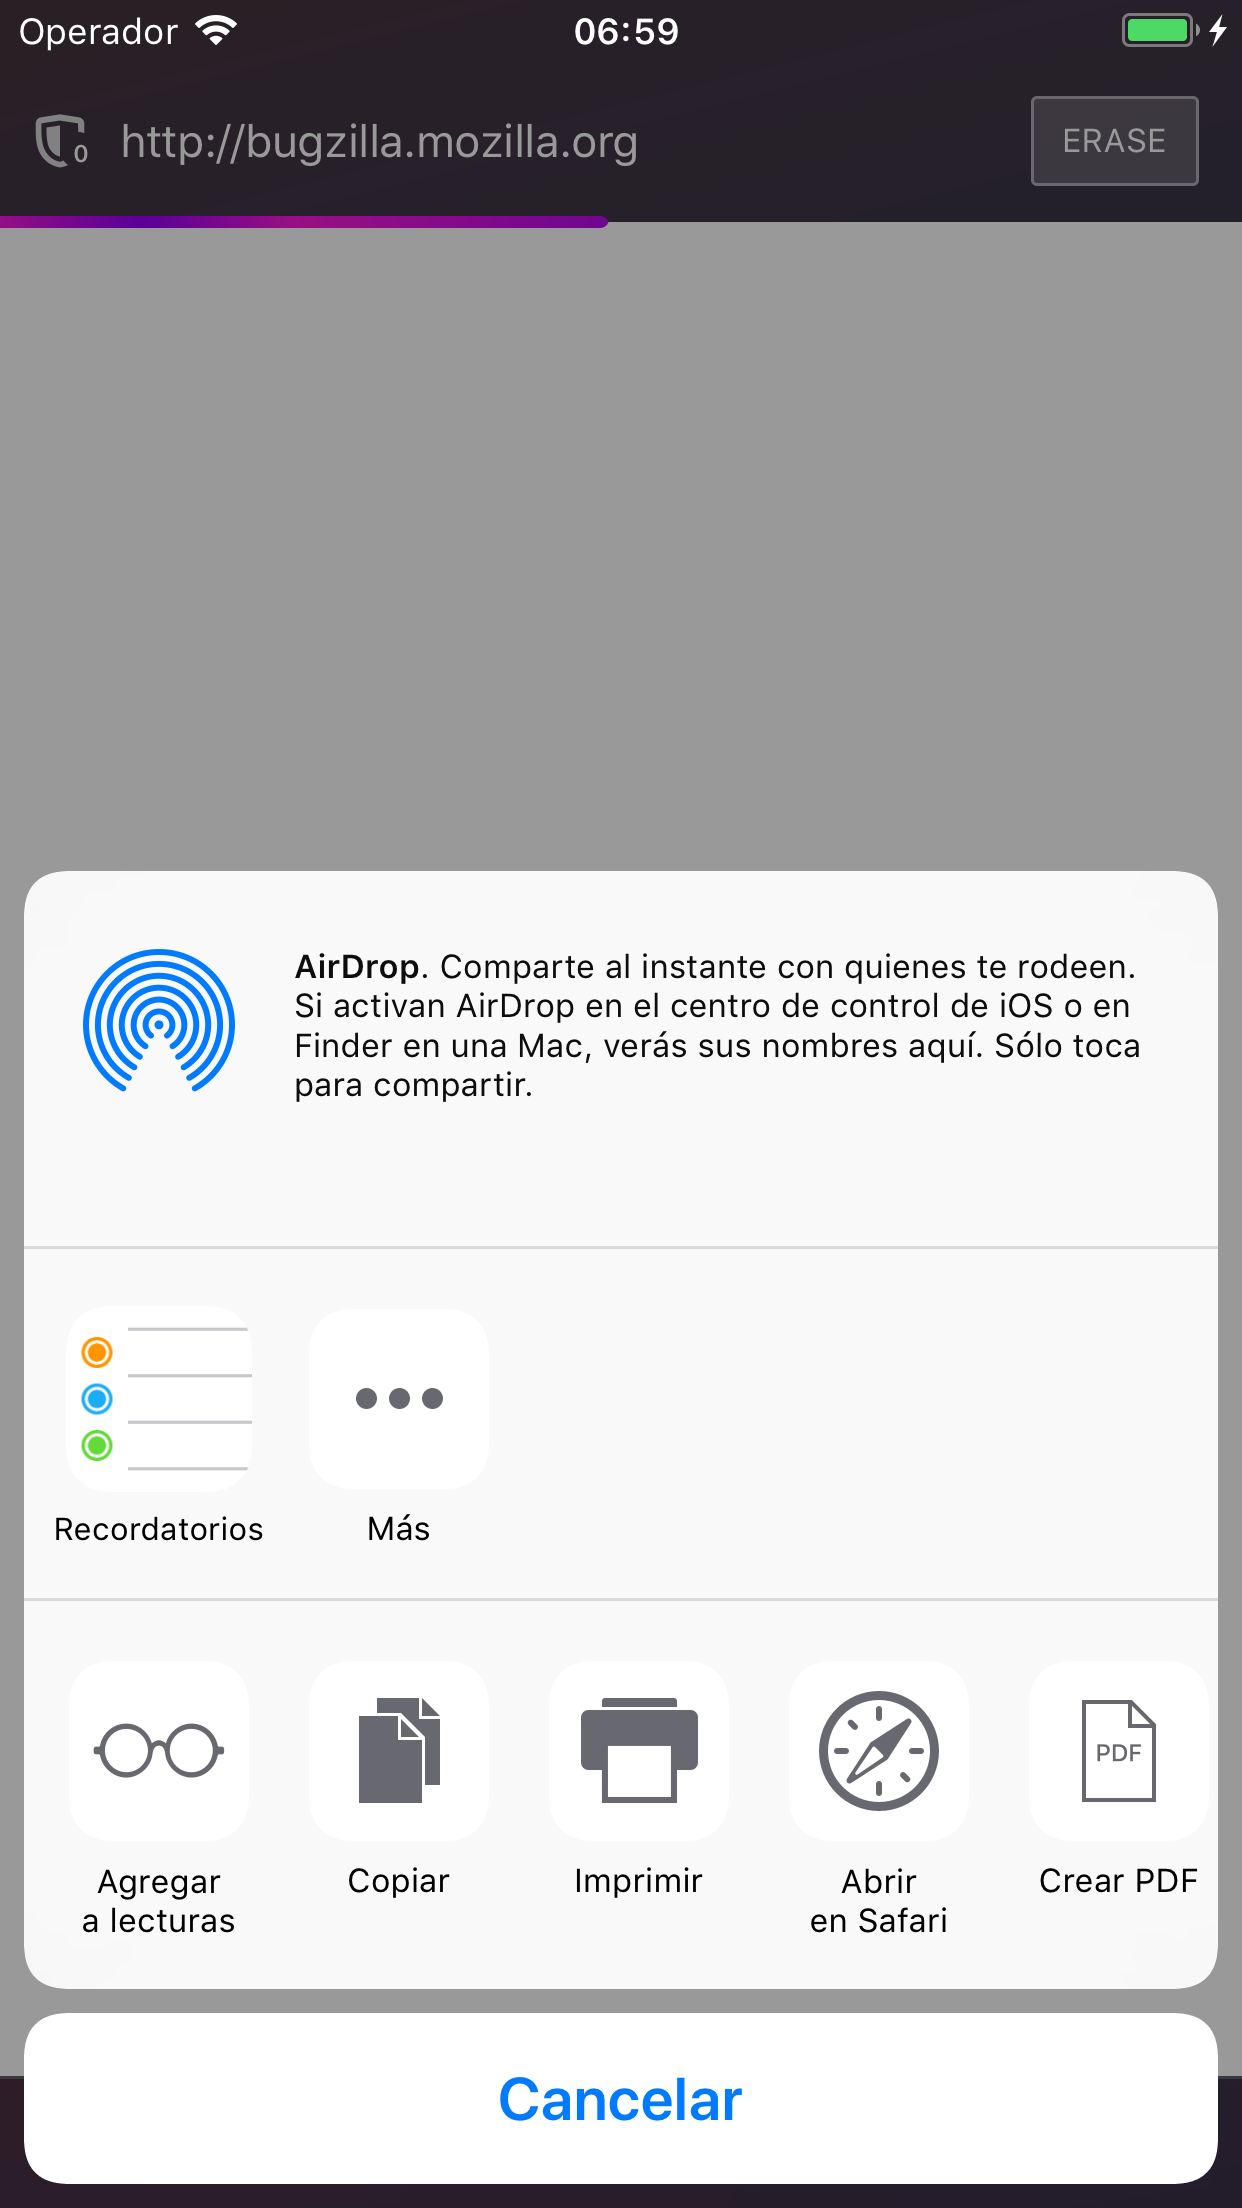 Operador 06:59
0 http://bugzilla.mozilla.org ERASE
AirDrop. Comparte al instante con quienes te rodeen.
Si activan AirDrop en el centro de control de iOS o en
Finder en una Mac, verás sus nombres aquí. Sólo toca
para compartir.
Recordatorios Más
Agregar
a lecturas
Copiar
Imprimir
Abrir
en Safari
PDF
Crear PDF
Cancelar